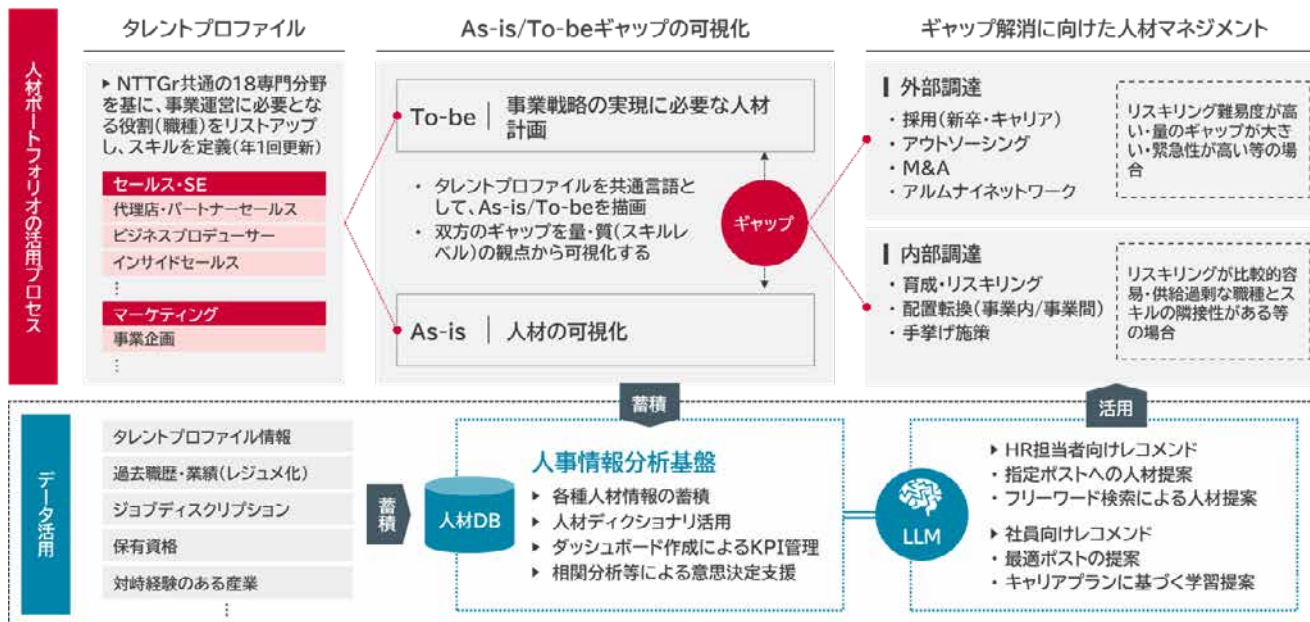 人材ポートフォリオの活用プロセス
タレントプロファイル
▶ NTTGr共通の18専門分野
を基に、事業運営に必要とな
る役割(職種)をリストアップ
し、スキルを定義(年1回更新)
セールス・SE
代理店・パートナーセールス
ビジネスプロデューサー
インサイドセールス
⋮
マーケティング
事業企画
⋮
As-is/To-beギャップの可視化
To-be
事業戦略の実現に必要な人材
計画
・ タレントプロファイルを共通言語と
して、As-is/To-beを描画
・ 双方のギャップを量・質(スキルレ
ベル)の観点から可視化する
ギャップ
As-is
人材の可視化
ギャップ解消に向けた人材マネジメント
外部調達
・ 採用(新卒・キャリア)
・ アウトソーシング
・ M&A
・ アルムナイネットワーク
リスキリング難易度が高
い・量のギャップが大き
い・緊急性が高い等の場
合
内部調達
・ 育成・リスキリング
・ 配置転換(事業内/事業間)
・ 手挙げ施策
リスキリングが比較的容
易・供給過剰な職種とス
キルの隣接性がある等
の場合
データ活用
タレントプロファイル情報
過去職歴・業績(レジュメ化)
ジョブディスクリプション
保有資格
対峙経験のある産業
⋮
蓄積
人材DB
蓄積
人事情報分析基盤
▶ 各種人材情報の蓄積
▶ 人材ディクショナリ活用
▶ ダッシュボード作成によるKPI管理
▶ 相関分析等による意思決定支援
LLM
活用
▶ HR担当者向けレコメンド
・ 指定ポストへの人材提案
・ フリーワード検索による人材提案
▶ 社員向けレコメンド
・ 最適ポストの提案
・ キャリアプランに基づく学習提案